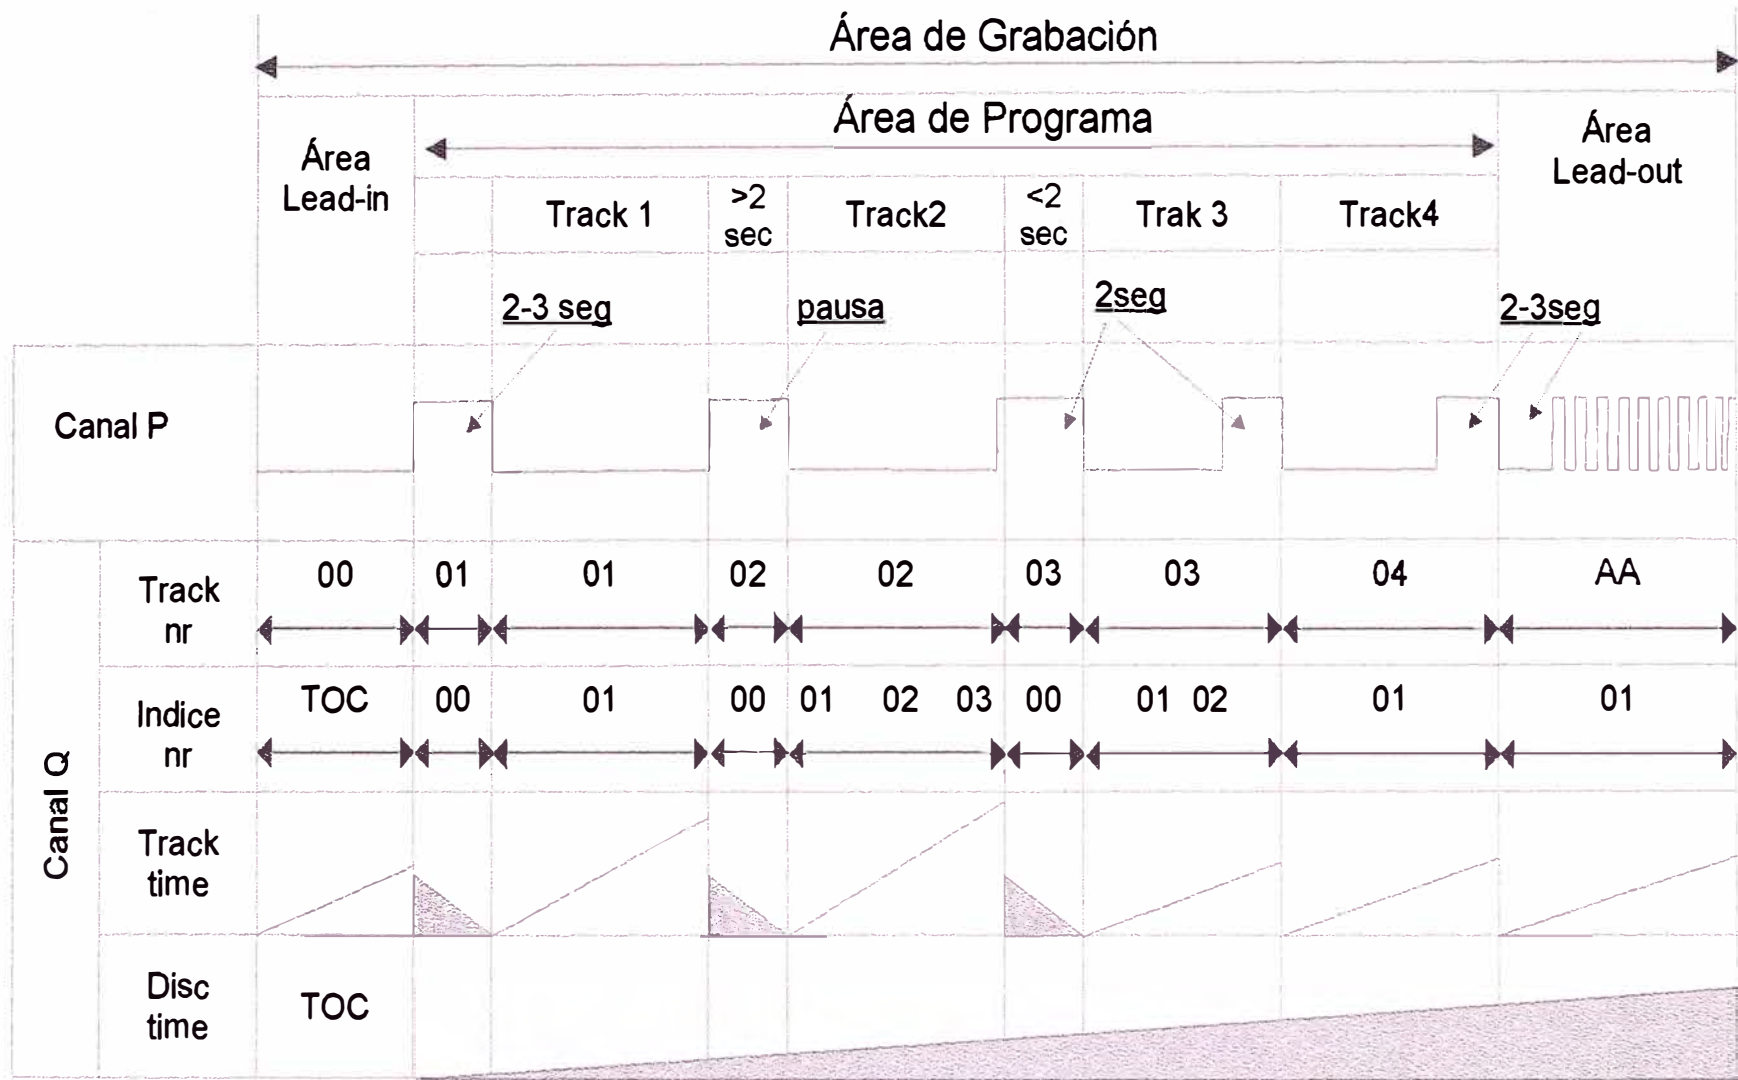 Área de Grabación
Área de Programa
Área
Lead-in
Área
Lead-out
Track 1
>2
sec
Track2
<2
sec
Trak 3
Track4
2-3 seg
pausa
2seg
2-3seg
Canal P
Canal Q
Track
nr
00 01 01 02 02 03 03 04 AA
Indice
nr
TOC 00 01 00 01 02 03 00 01 02 01 01
Track
time
Disc
time
TOC